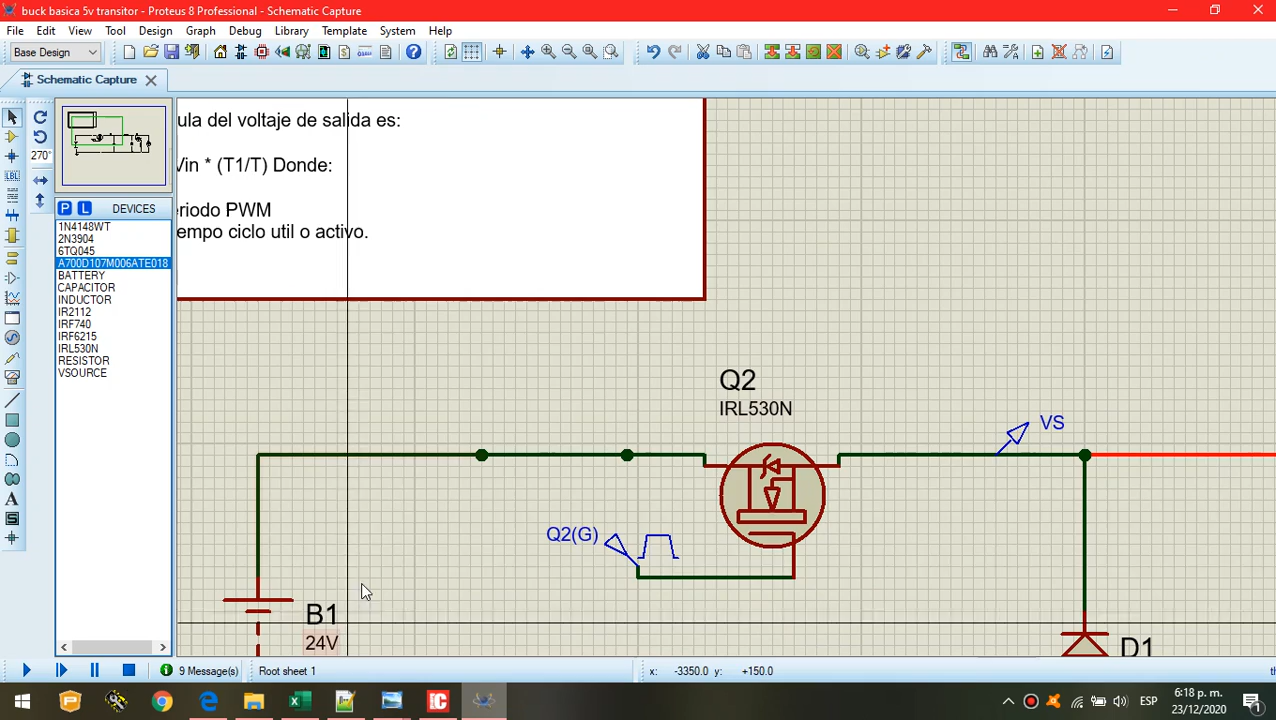 buck basica 5v transitor - Proteus 8 Professional - Schematic Capture
File Edit View Tool Design Graph Debug Library Template System Help
Base Design
Schematic Capture
270°
P L DEVICES
1N4148WT
2N3904
6TQ045
A700D107M006ATE018
BATTERY
CAPACITOR
INDUCTOR
IR2112
IRF740
IRF6215
IRL530N
RESISTOR
VSOURCE
LBL
A
ula del voltaje de salida es:
Vin * (T1/T) Donde:
eriodo PWM
empo ciclo util o activo.
Q2
IRL530N
VS
Q2(G)
B1
24V
D1
9 Message(s)
Root sheet 1
x: -3350.0 y: +150.0
th
ESP
6:18 p. m.
23/12/2020